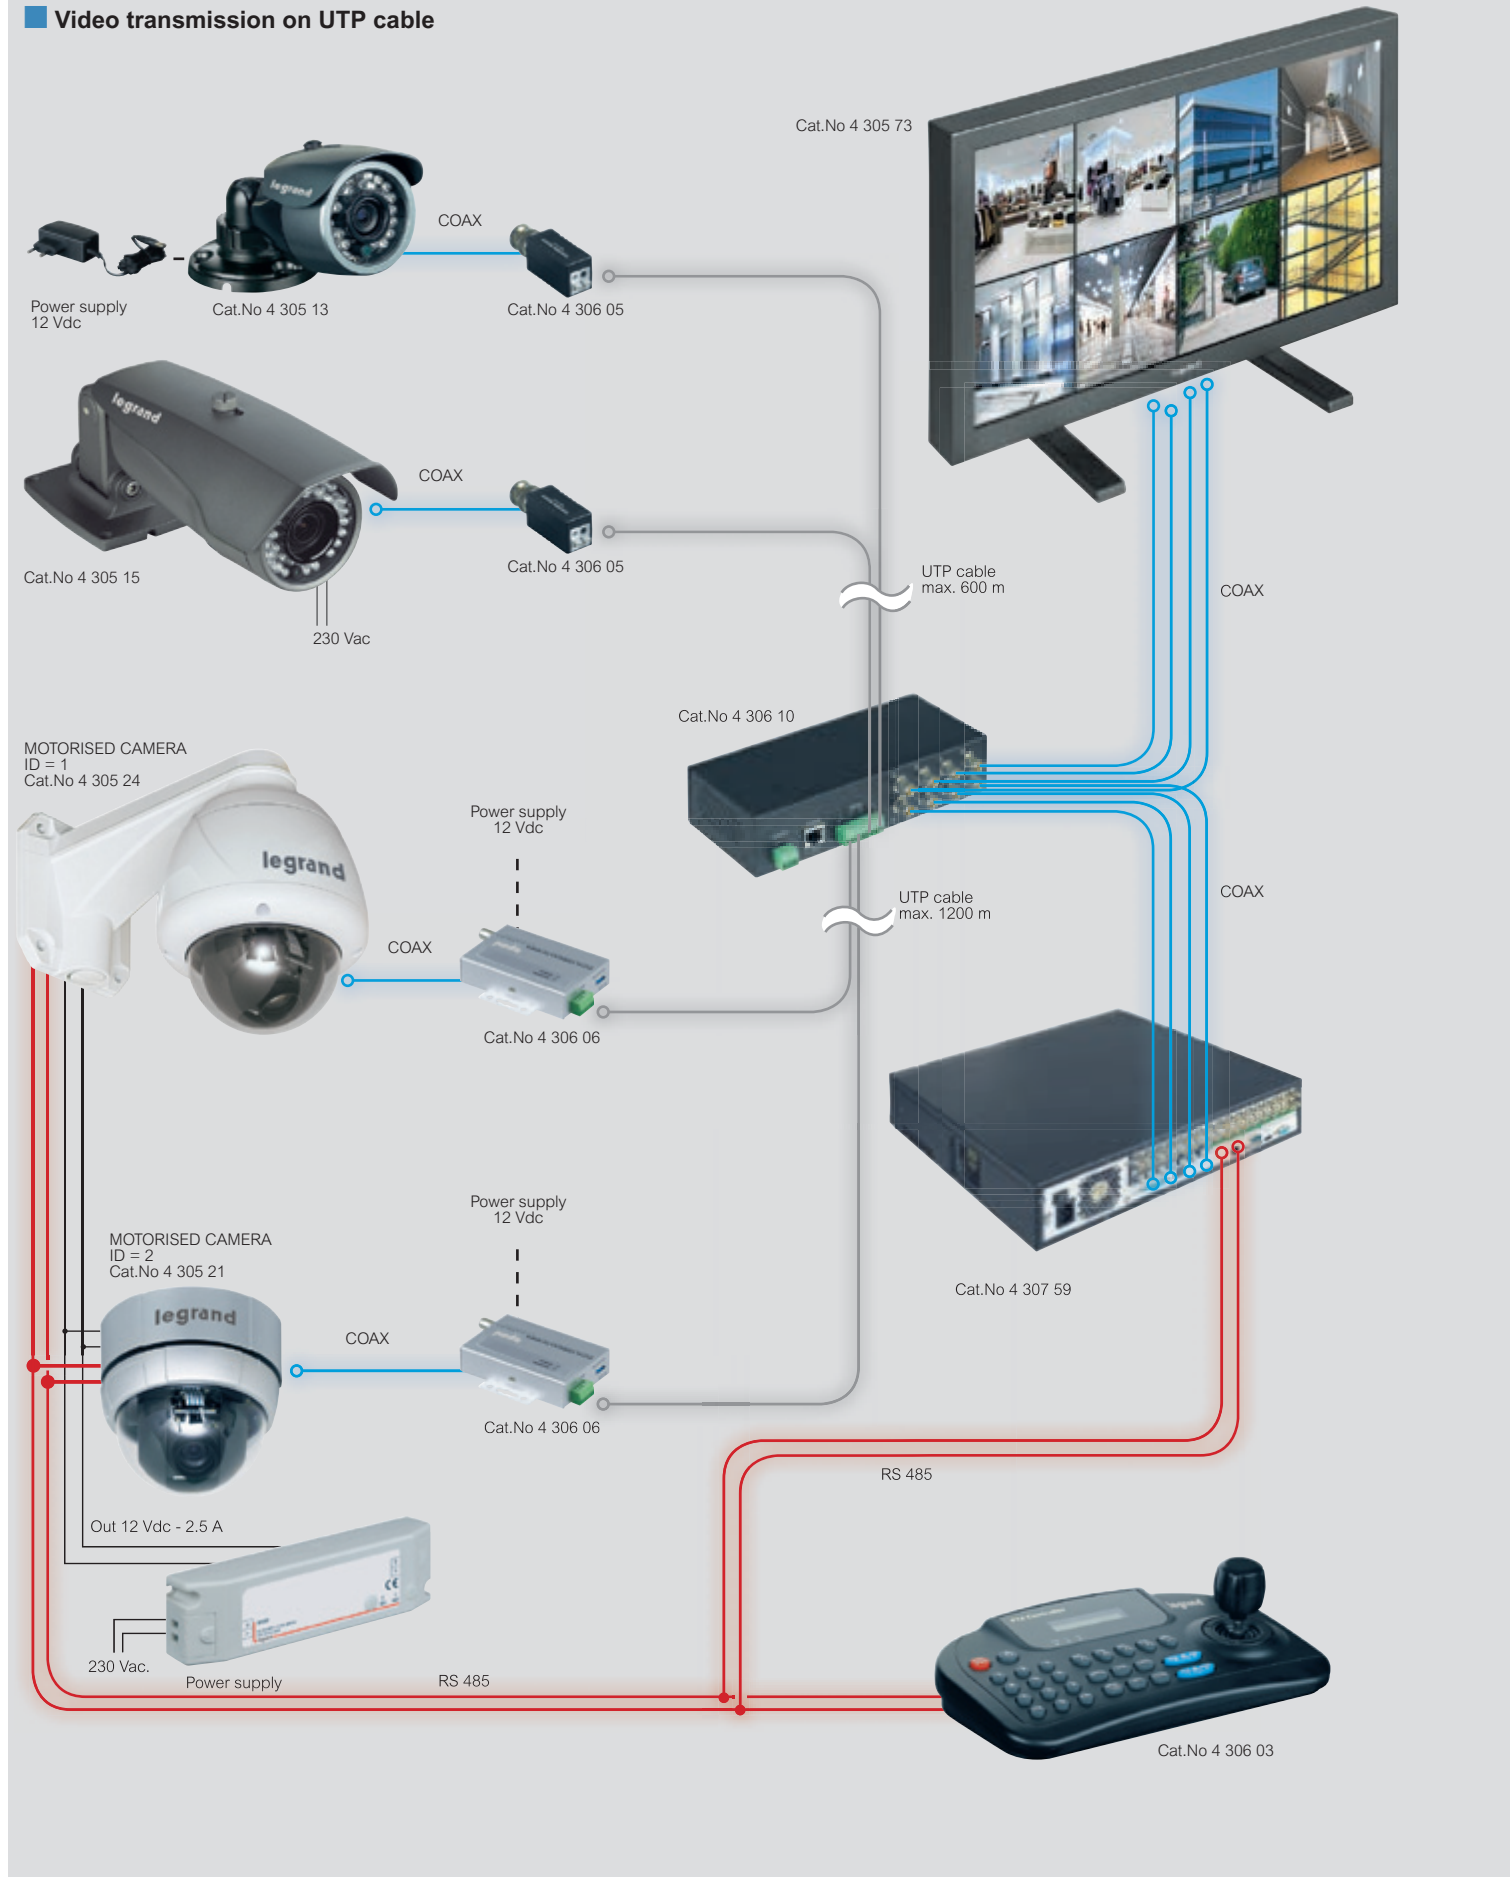 Video transmission on UTP cable
Cat.No 4 305 73
legrand
COAX
Power supply
12 Vdc
Cat.No 4 305 13
Cat.No 4 306 05
legrand
COAX
Cat.No 4 305 15
Cat.No 4 306 05
230 Vac
UTP cable
max. 600 m
COAX
Cat.No 4 306 10
MOTORISED CAMERA
ID = 1
Cat.No 4 305 24
legrand
Power supply
12 Vdc
COAX
Cat.No 4 306 06
UTP cable
max. 1200 m
COAX
Power supply
12 Vdc
MOTORISED CAMERA
ID = 2
Cat.No 4 305 21
legrand
COAX
Cat.No 4 306 06
Cat.No 4 307 59
RS 485
Out 12 Vdc - 2.5 A
CE
230 Vac.
Power supply
RS 485
legrand
Cat.No 4 306 03